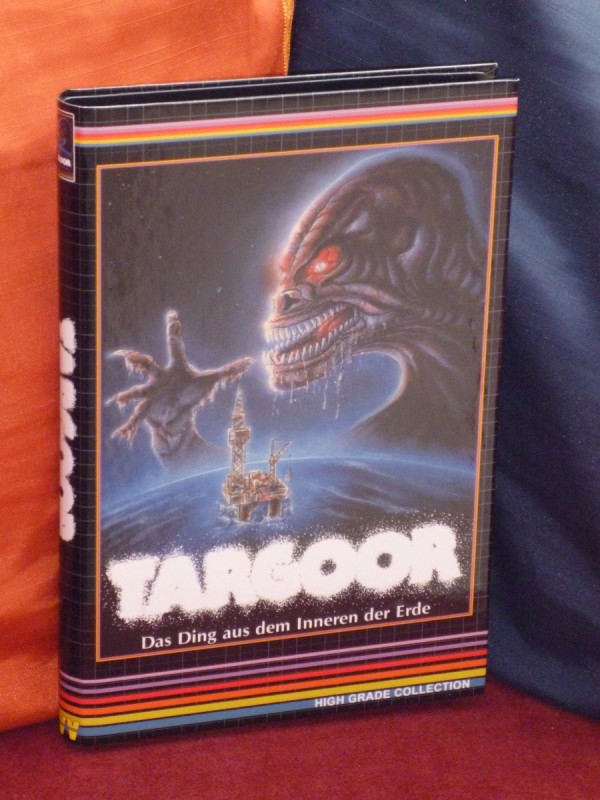 TARGOOR
Das Ding aus dem Inneren der Erde
HIGH GRADE COLLECTION